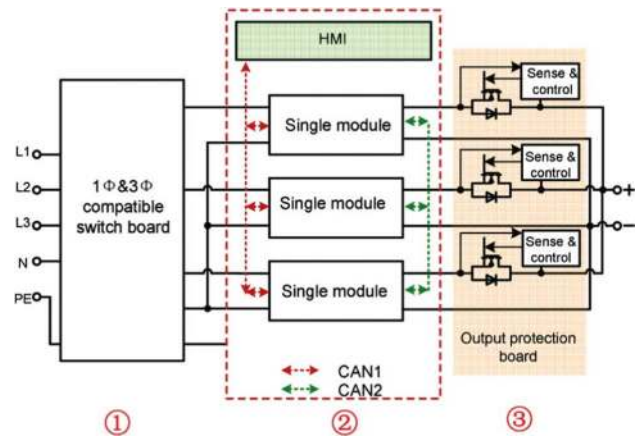 HMI
L1
L2
L3
N
PE
1Φ&3Φ
compatible
switch board
Single module
Single module
Single module
Sense &
control
Sense &
control
Sense &
control
+
−
Output protection
board
CAN1
CAN2
①
②
③